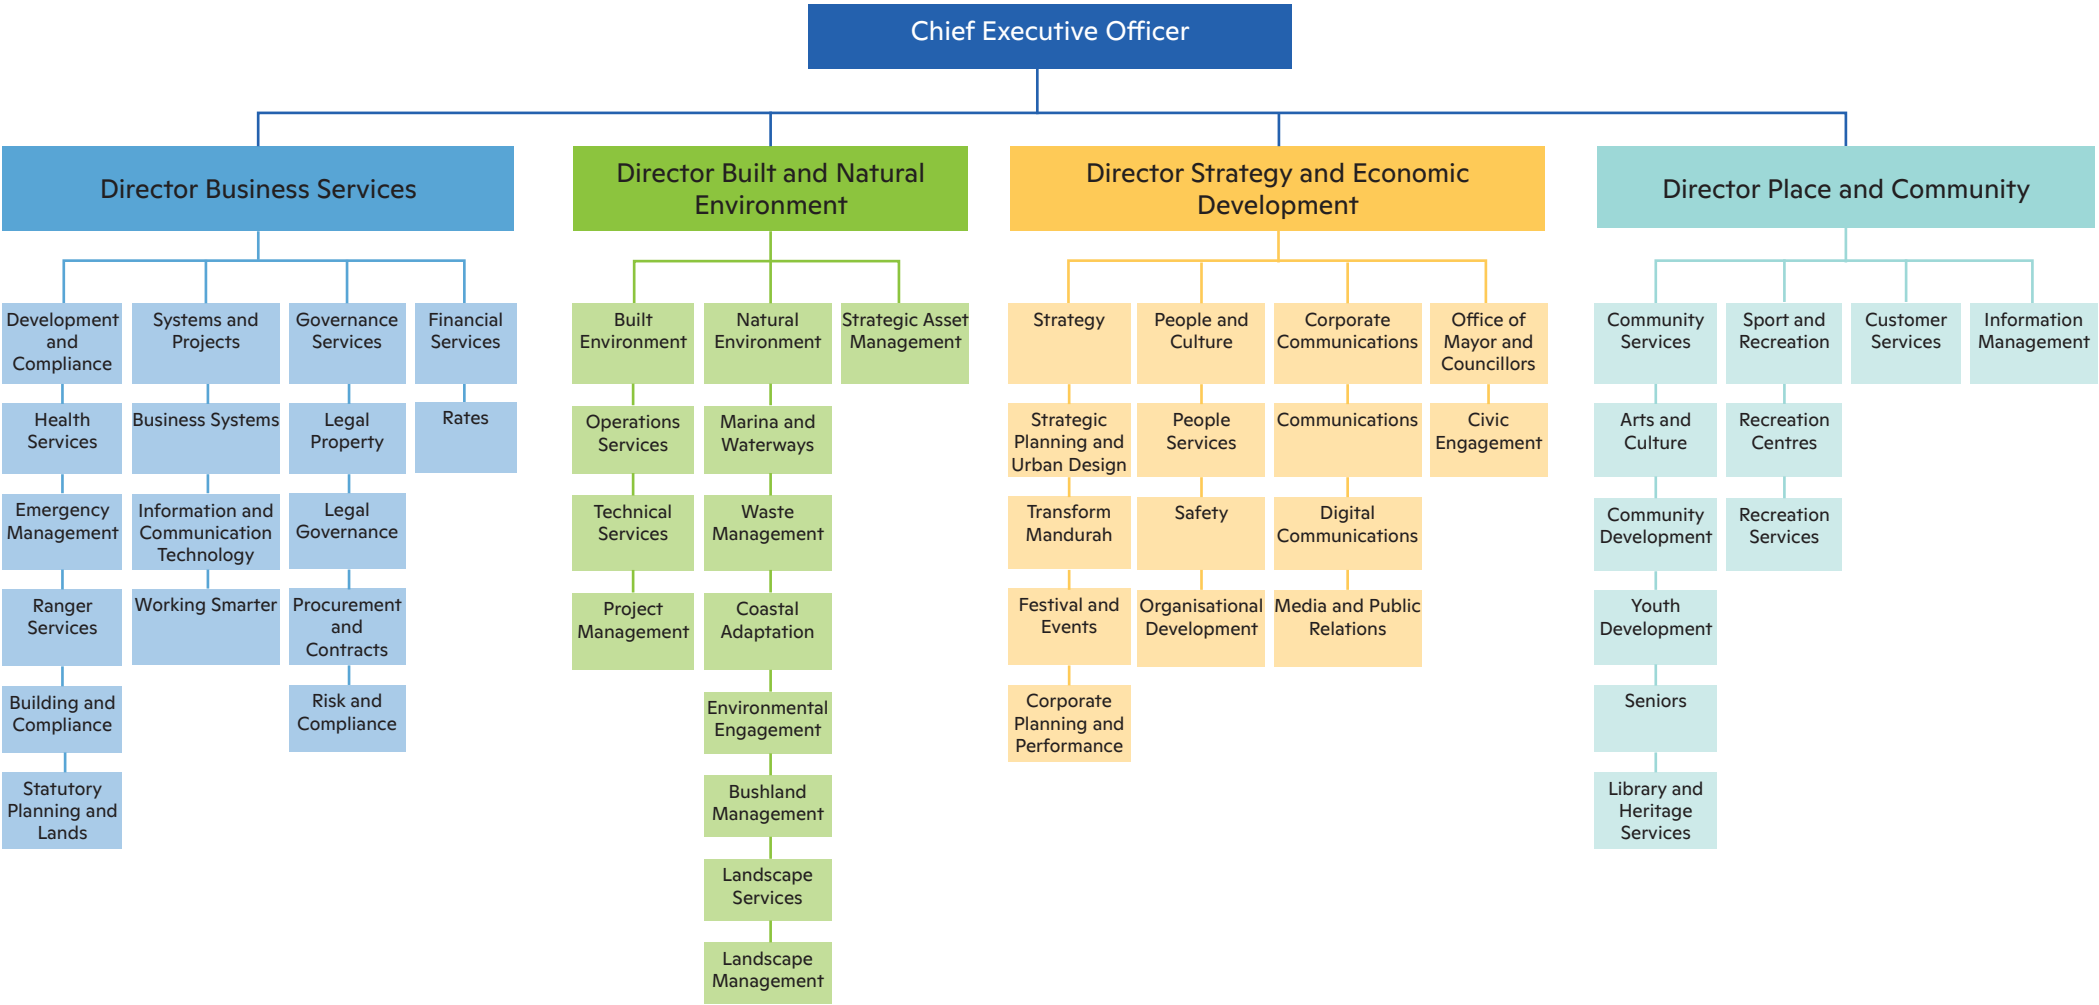 Chief Executive Officer
Director Business Services
Development
and
Compliance
Health
Services
Emergency
Management
Ranger
Services
Building and
Compliance
Statutory
Planning and
Lands
Systems and
Projects
Business Systems
Information and
Communication
Technology
Working Smarter
Governance
Services
Legal
Property
Legal
Governance
Procurement
and
Contracts
Risk and
Compliance
Financial
Services
Rates
Director Built and Natural
Environment
Built
Environment
Operations
Services
Technical
Services
Project
Management
Natural
Environment
Marina and
Waterways
Waste
Management
Coastal
Adaptation
Environmental
Engagement
Bushland
Management
Landscape
Services
Landscape
Management
Strategic Asset
Management
Director Strategy and Economic
Development
Strategy
Strategic
Planning and
Urban Design
Transform
Mandurah
Festival and
Events
Corporate
Planning and
Performance
People and
Culture
People
Services
Safety
Organisational
Development
Corporate
Communications
Communications
Digital
Communications
Media and Public
Relations
Office of
Mayor and
Councillors
Civic
Engagement
Director Place and Community
Community
Services
Arts and
Culture
Community
Development
Youth
Development
Seniors
Library and
Heritage
Services
Sport and
Recreation
Recreation
Centres
Recreation
Services
Customer
Services
Information
Management